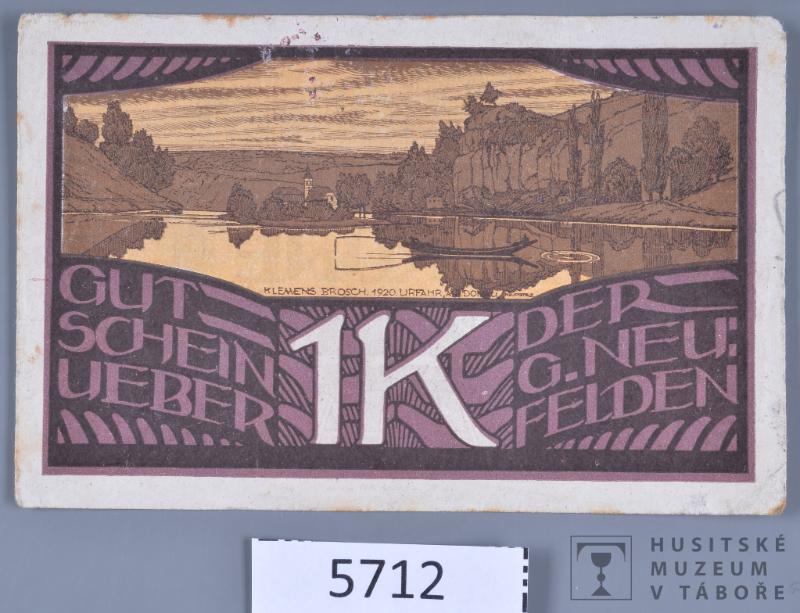 KLEMENS BROSCH. 1920. URFAHR,
GUT
SCHEIN
UEBER
1K
DER
G. NEU:
FELDEN
5712
HUSITSKÉ
MUZEUM
V TÁBOŘE